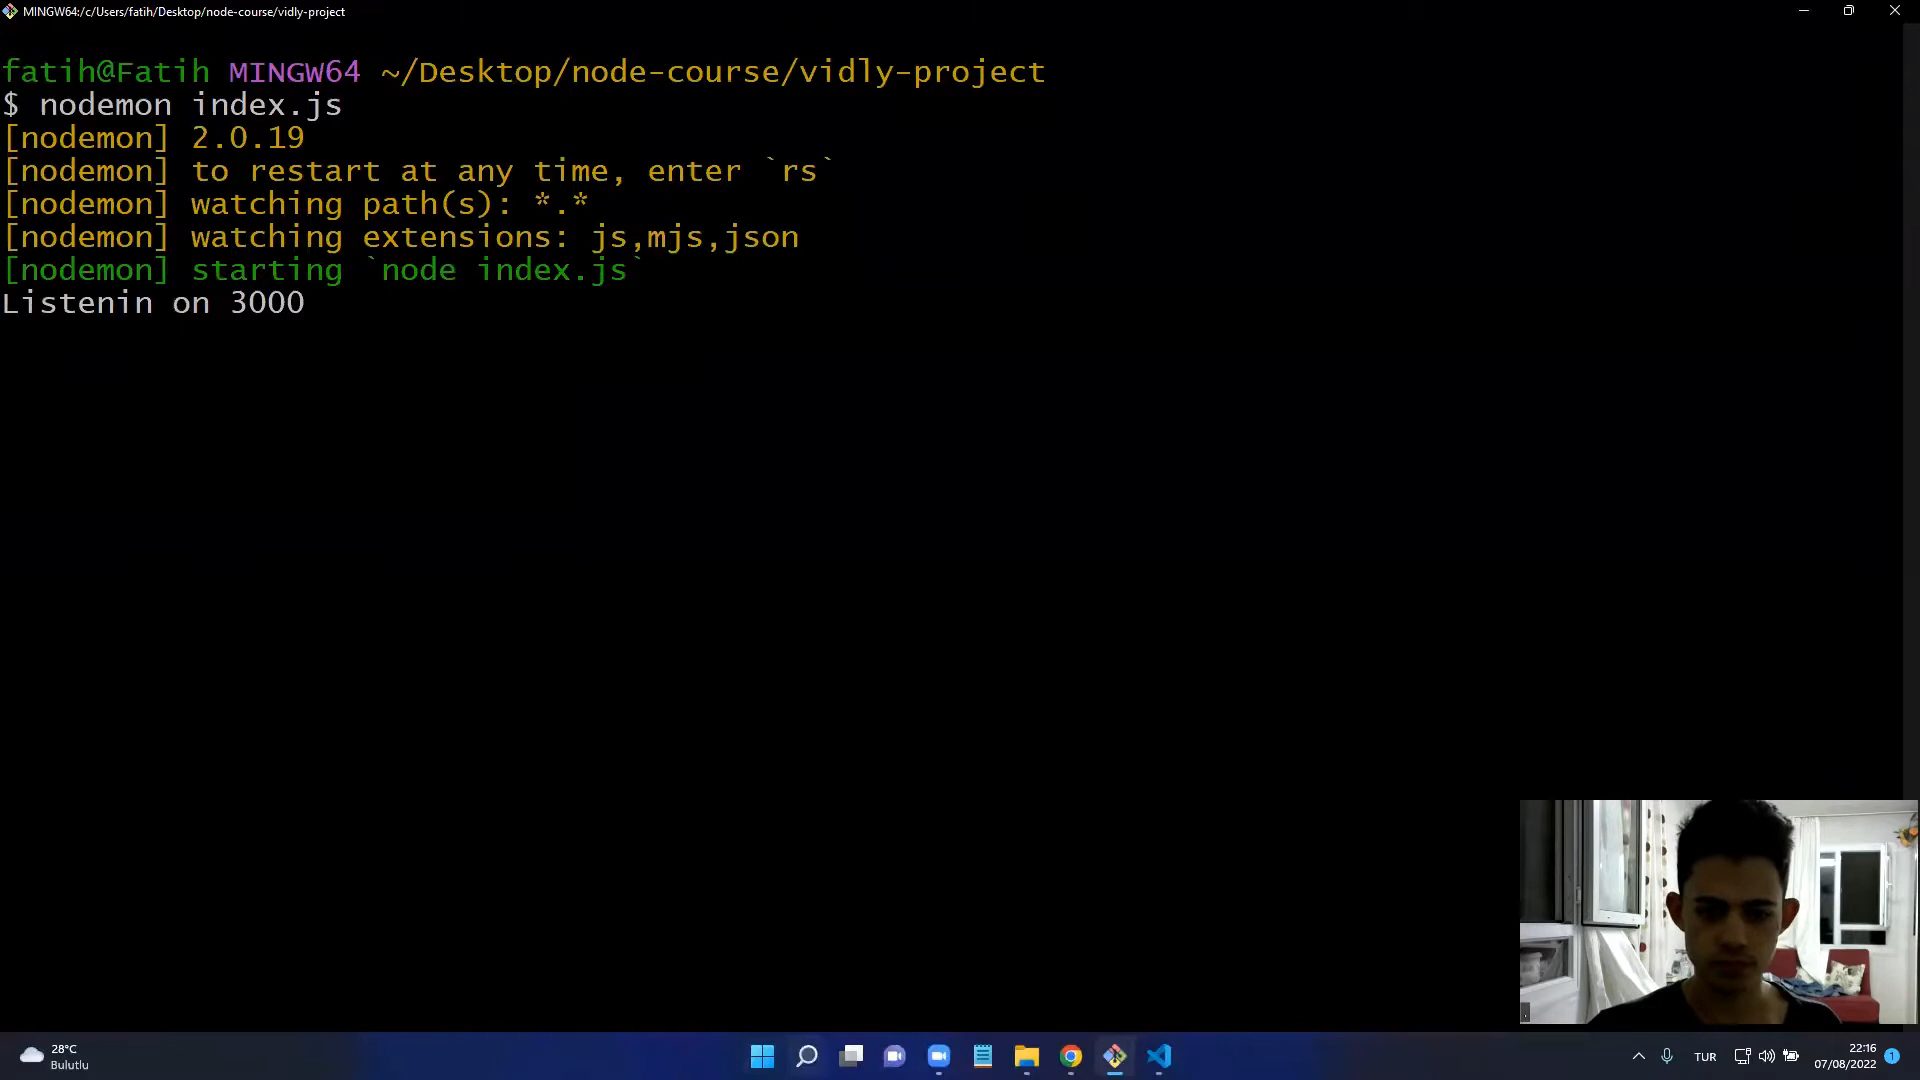 MINGW64:/c/Users/fatih/Desktop/node-course/vidly-project
fatih@Fatih MINGW64 ~/Desktop/node-course/vidly-project
$ nodemon index.js
[nodemon] 2.0.19
[nodemon] to restart at any time, enter `rs`
[nodemon] watching path(s): *.*
[nodemon] watching extensions: js,mjs,json
[nodemon] starting `node index.js`
Listenin on 3000
28°C
Bulutlu
TUR
22:16
07/08/2022
1